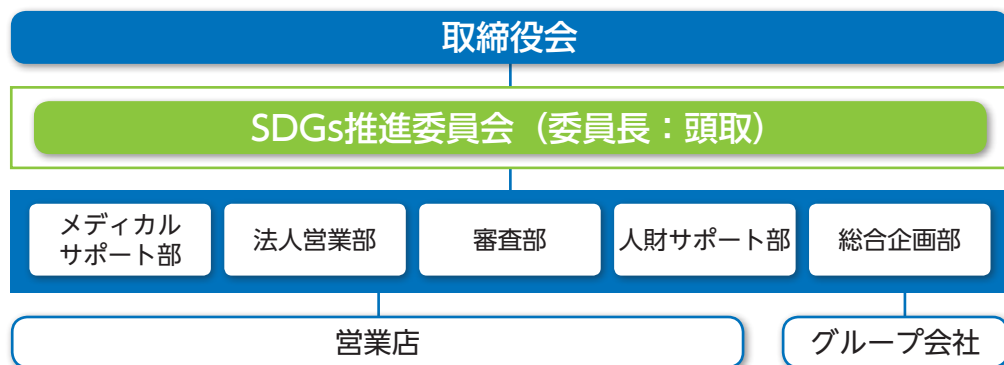 取締役会
SDGs推進委員会（委員長：頭取）
メディカル
サポート部
法人営業部
審査部
人財サポート部
総合企画部
営業店
グループ会社